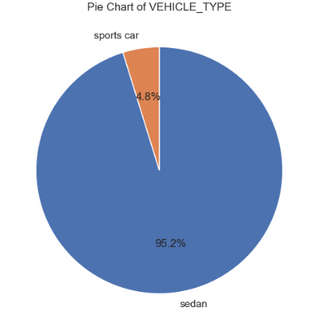 Pie Chart of VEHICLE_TYPE
sports car
4.8%
95.2%
sedan